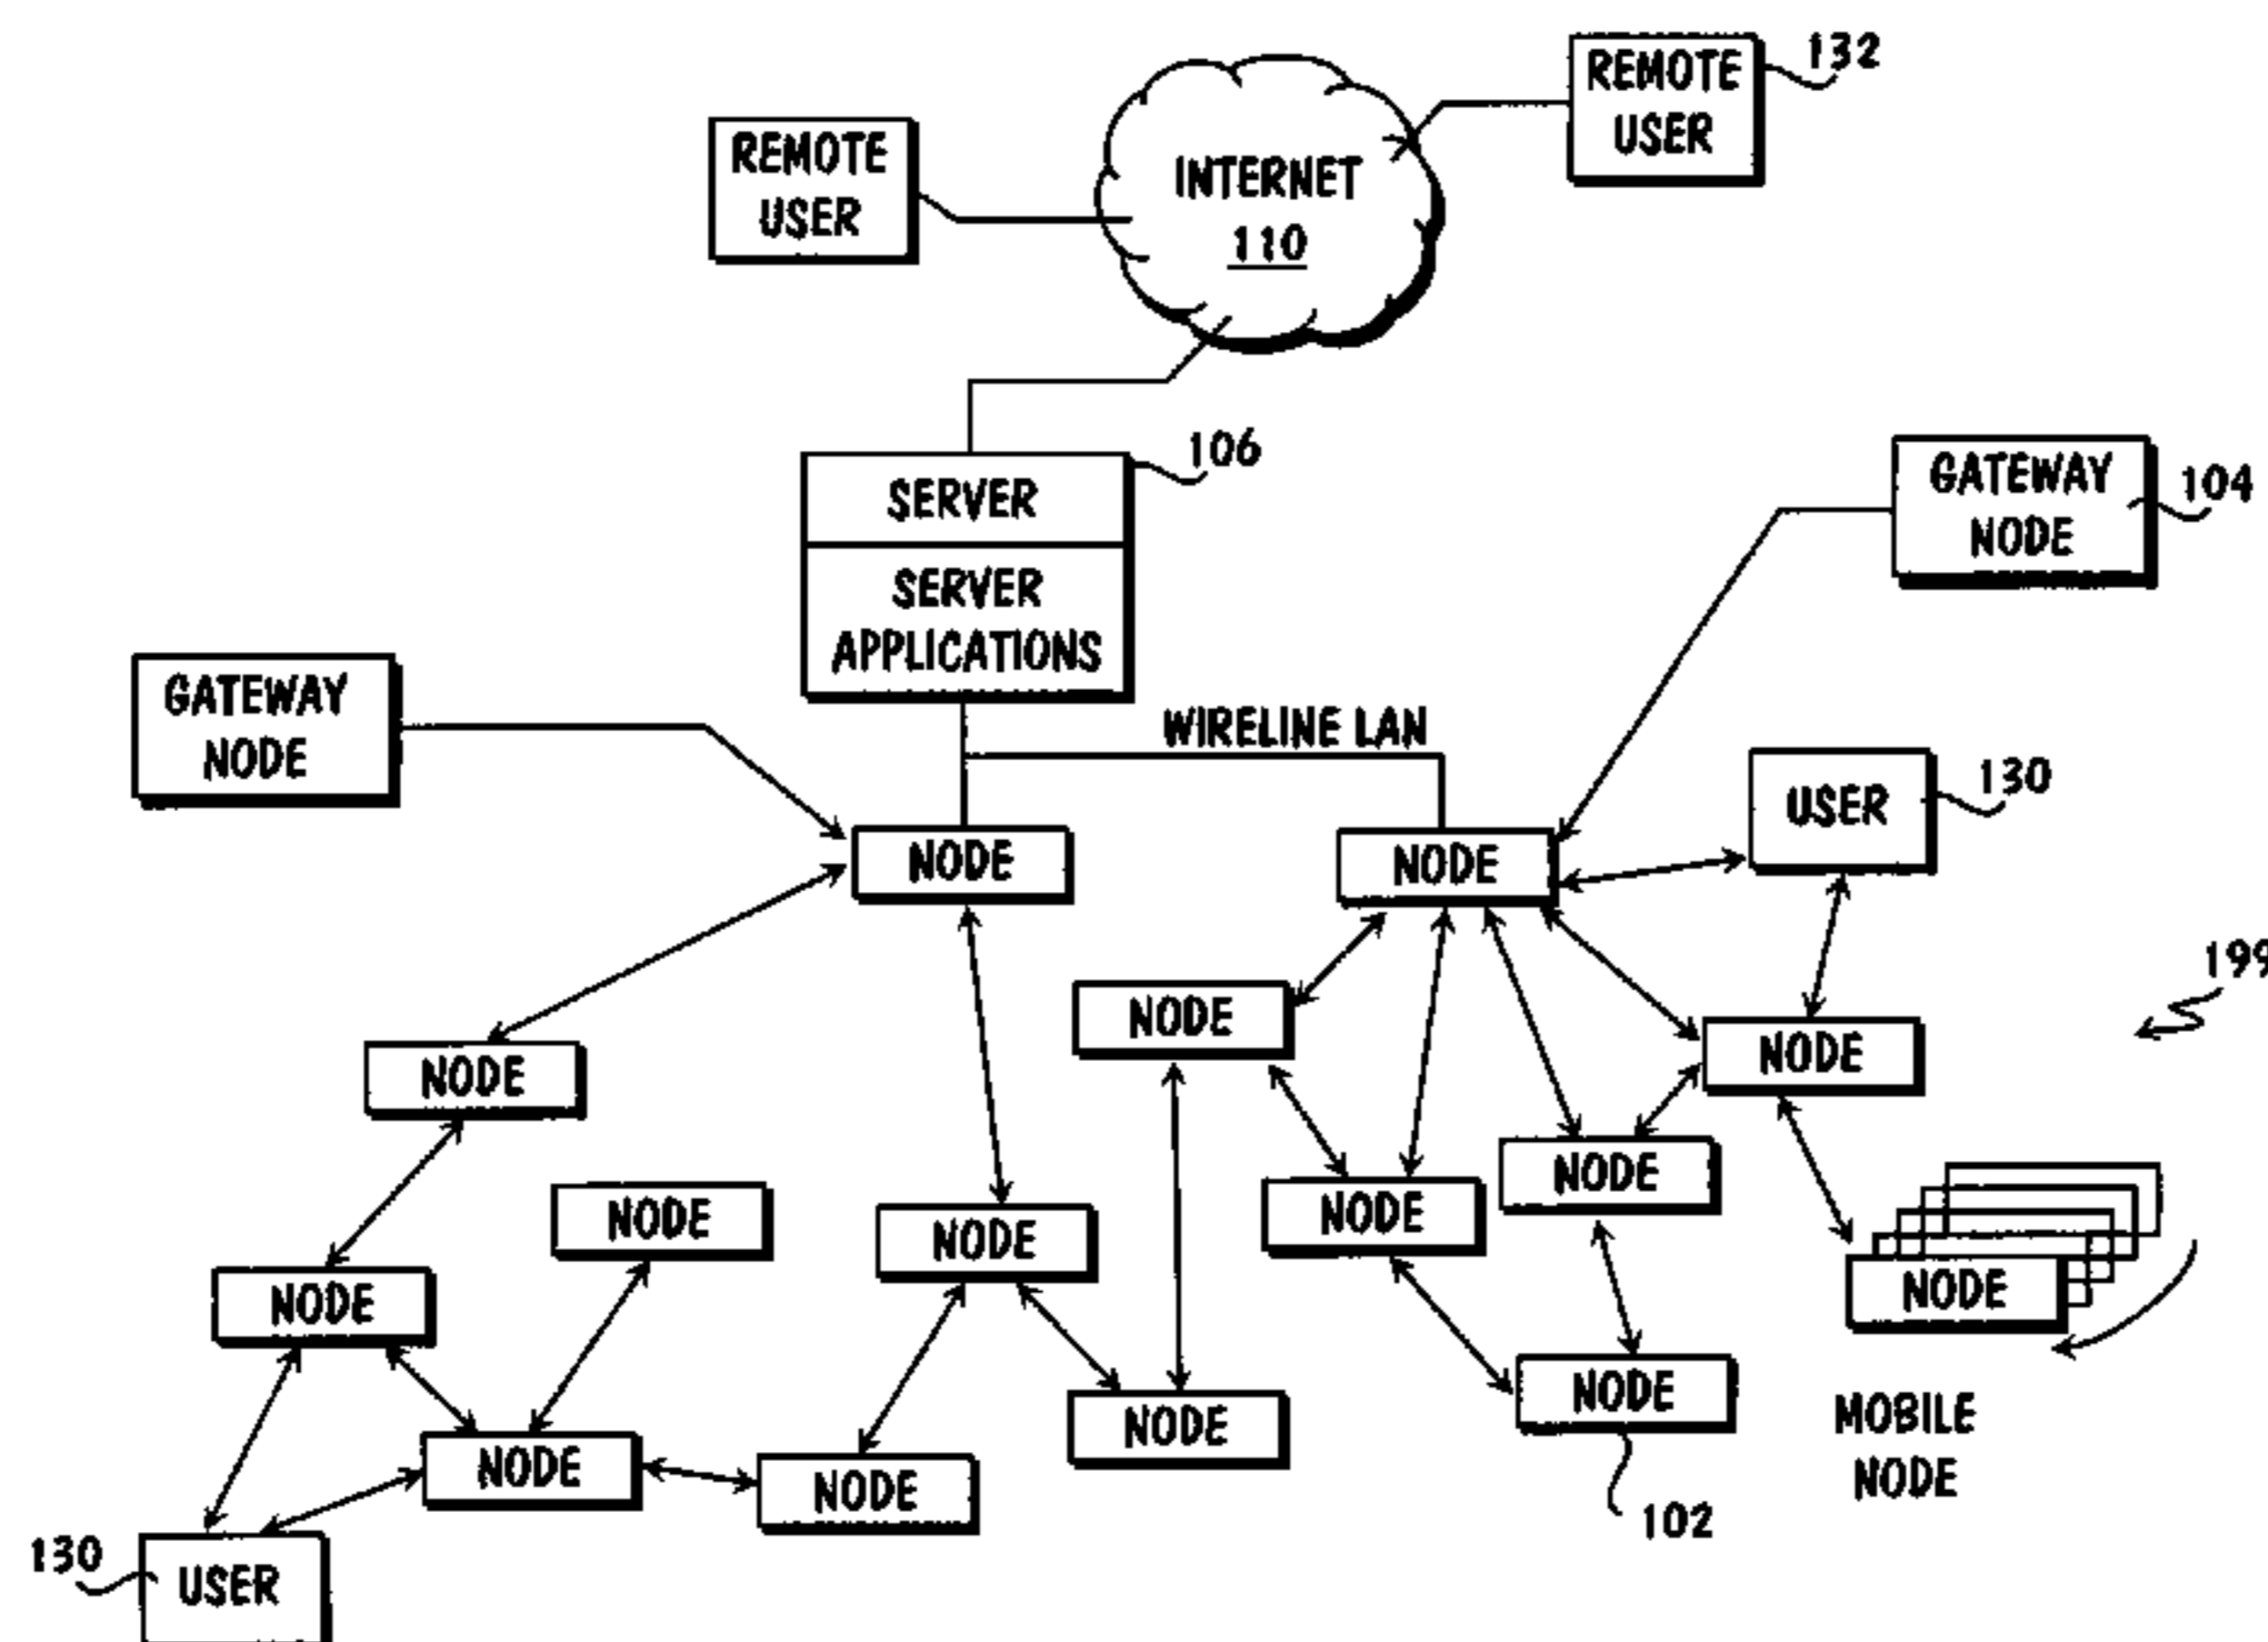 132
REMOTE
USER
REMOTE
USER
INTERNET
110
106
SERVER
SERVER
APPLICATIONS
GATEWAY
NODE
104
GATEWAY
NODE
WIRELINE LAN
USER
130
NODE
NODE
199
NODE
NODE
NODE
NODE
NODE
NODE
NODE
NODE
NODE
NODE
NODE
MOBILE
NODE
NODE
NODE
NODE
102
130
USER